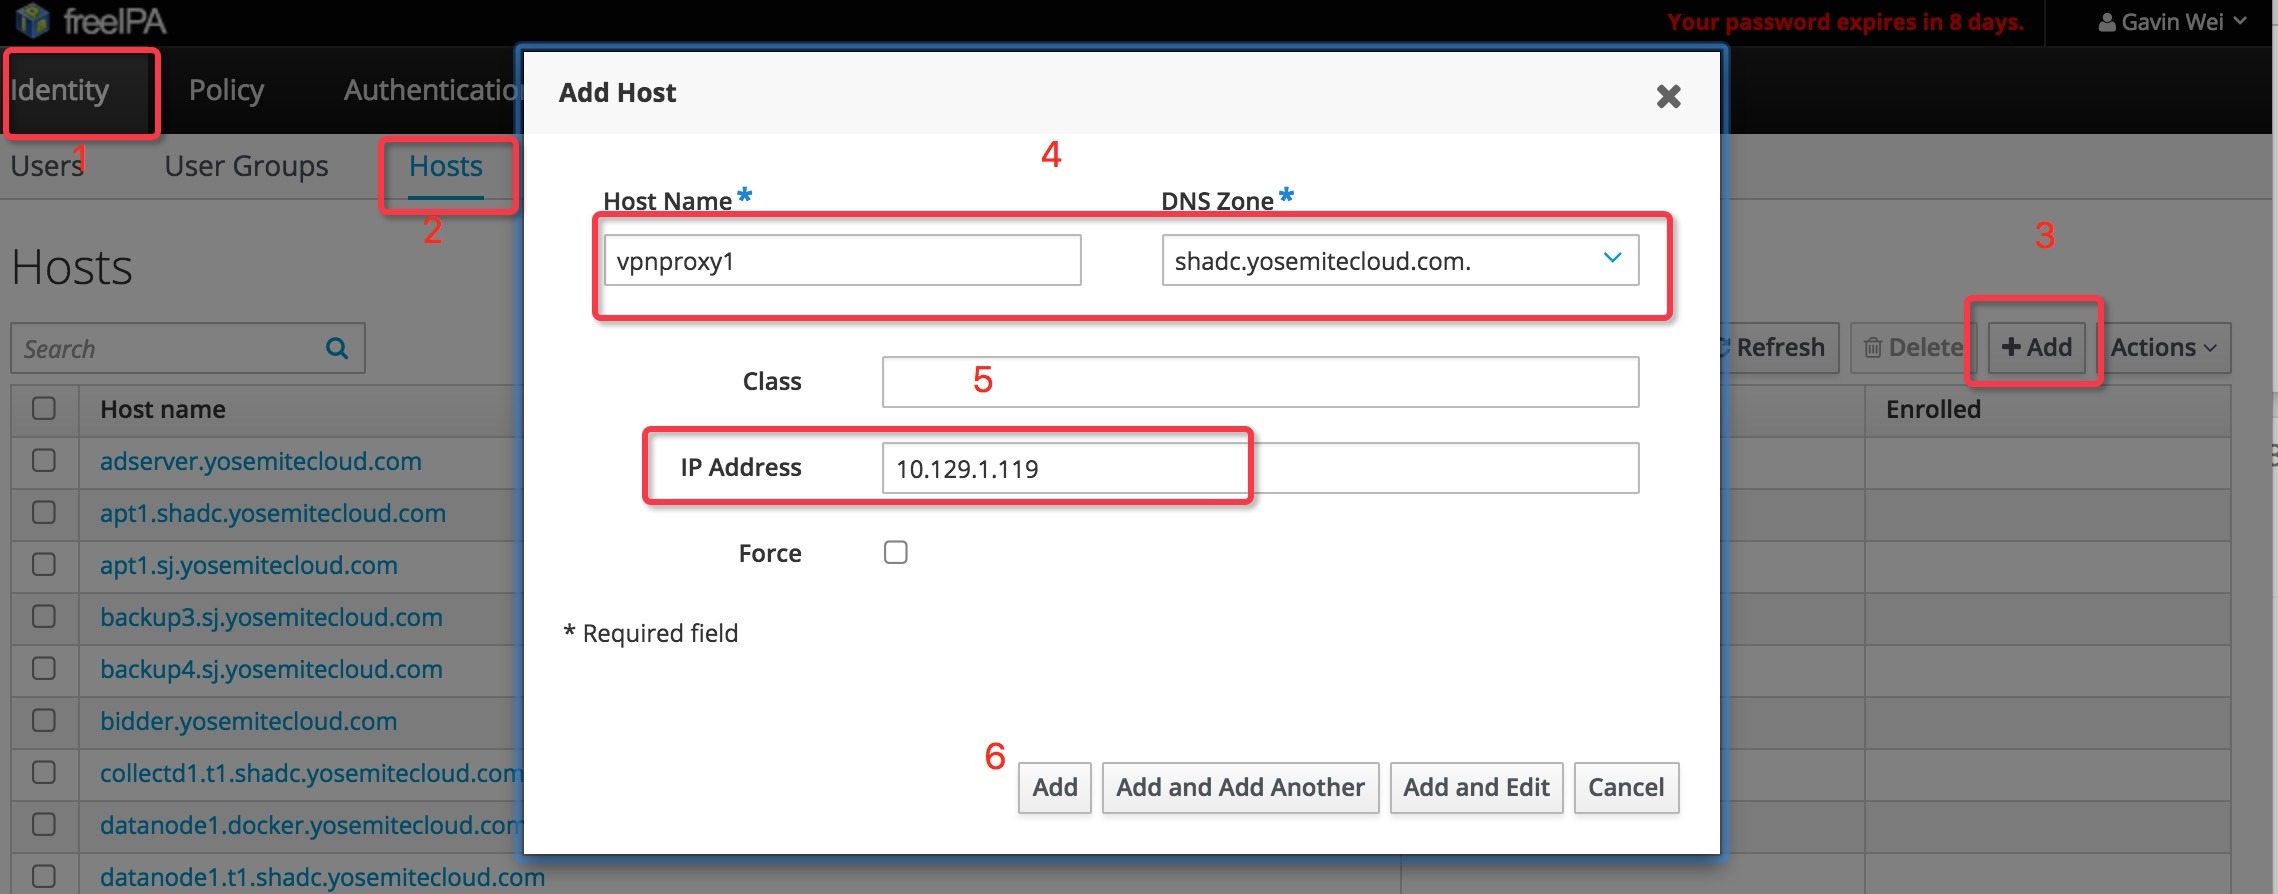 freeIPA
Your password expires in 8 days.
Gavin Wei
Identity
Policy
Authentication
Add Host
1
Users
User Groups
Hosts
2
4
3
Host Name *
DNS Zone *
vpnproxy1
shadc.yosemitecloud.com.
Hosts
Search
Refresh
Delete
Add
Actions
Class
5
Host name
Enrolled
IP Address
10.129.1.119
adserver.yosemitecloud.com
apt1.shadc.yosemitecloud.com
Force
apt1.sj.yosemitecloud.com
backup3.sj.yosemitecloud.com
* Required field
backup4.sj.yosemitecloud.com
bidder.yosemitecloud.com
6
Add
Add and Add Another
Add and Edit
Cancel
collectd1.t1.shadc.yosemitecloud.com
datanode1.docker.yosemitecloud.com
datanode1.t1.shadc.yosemitecloud.com